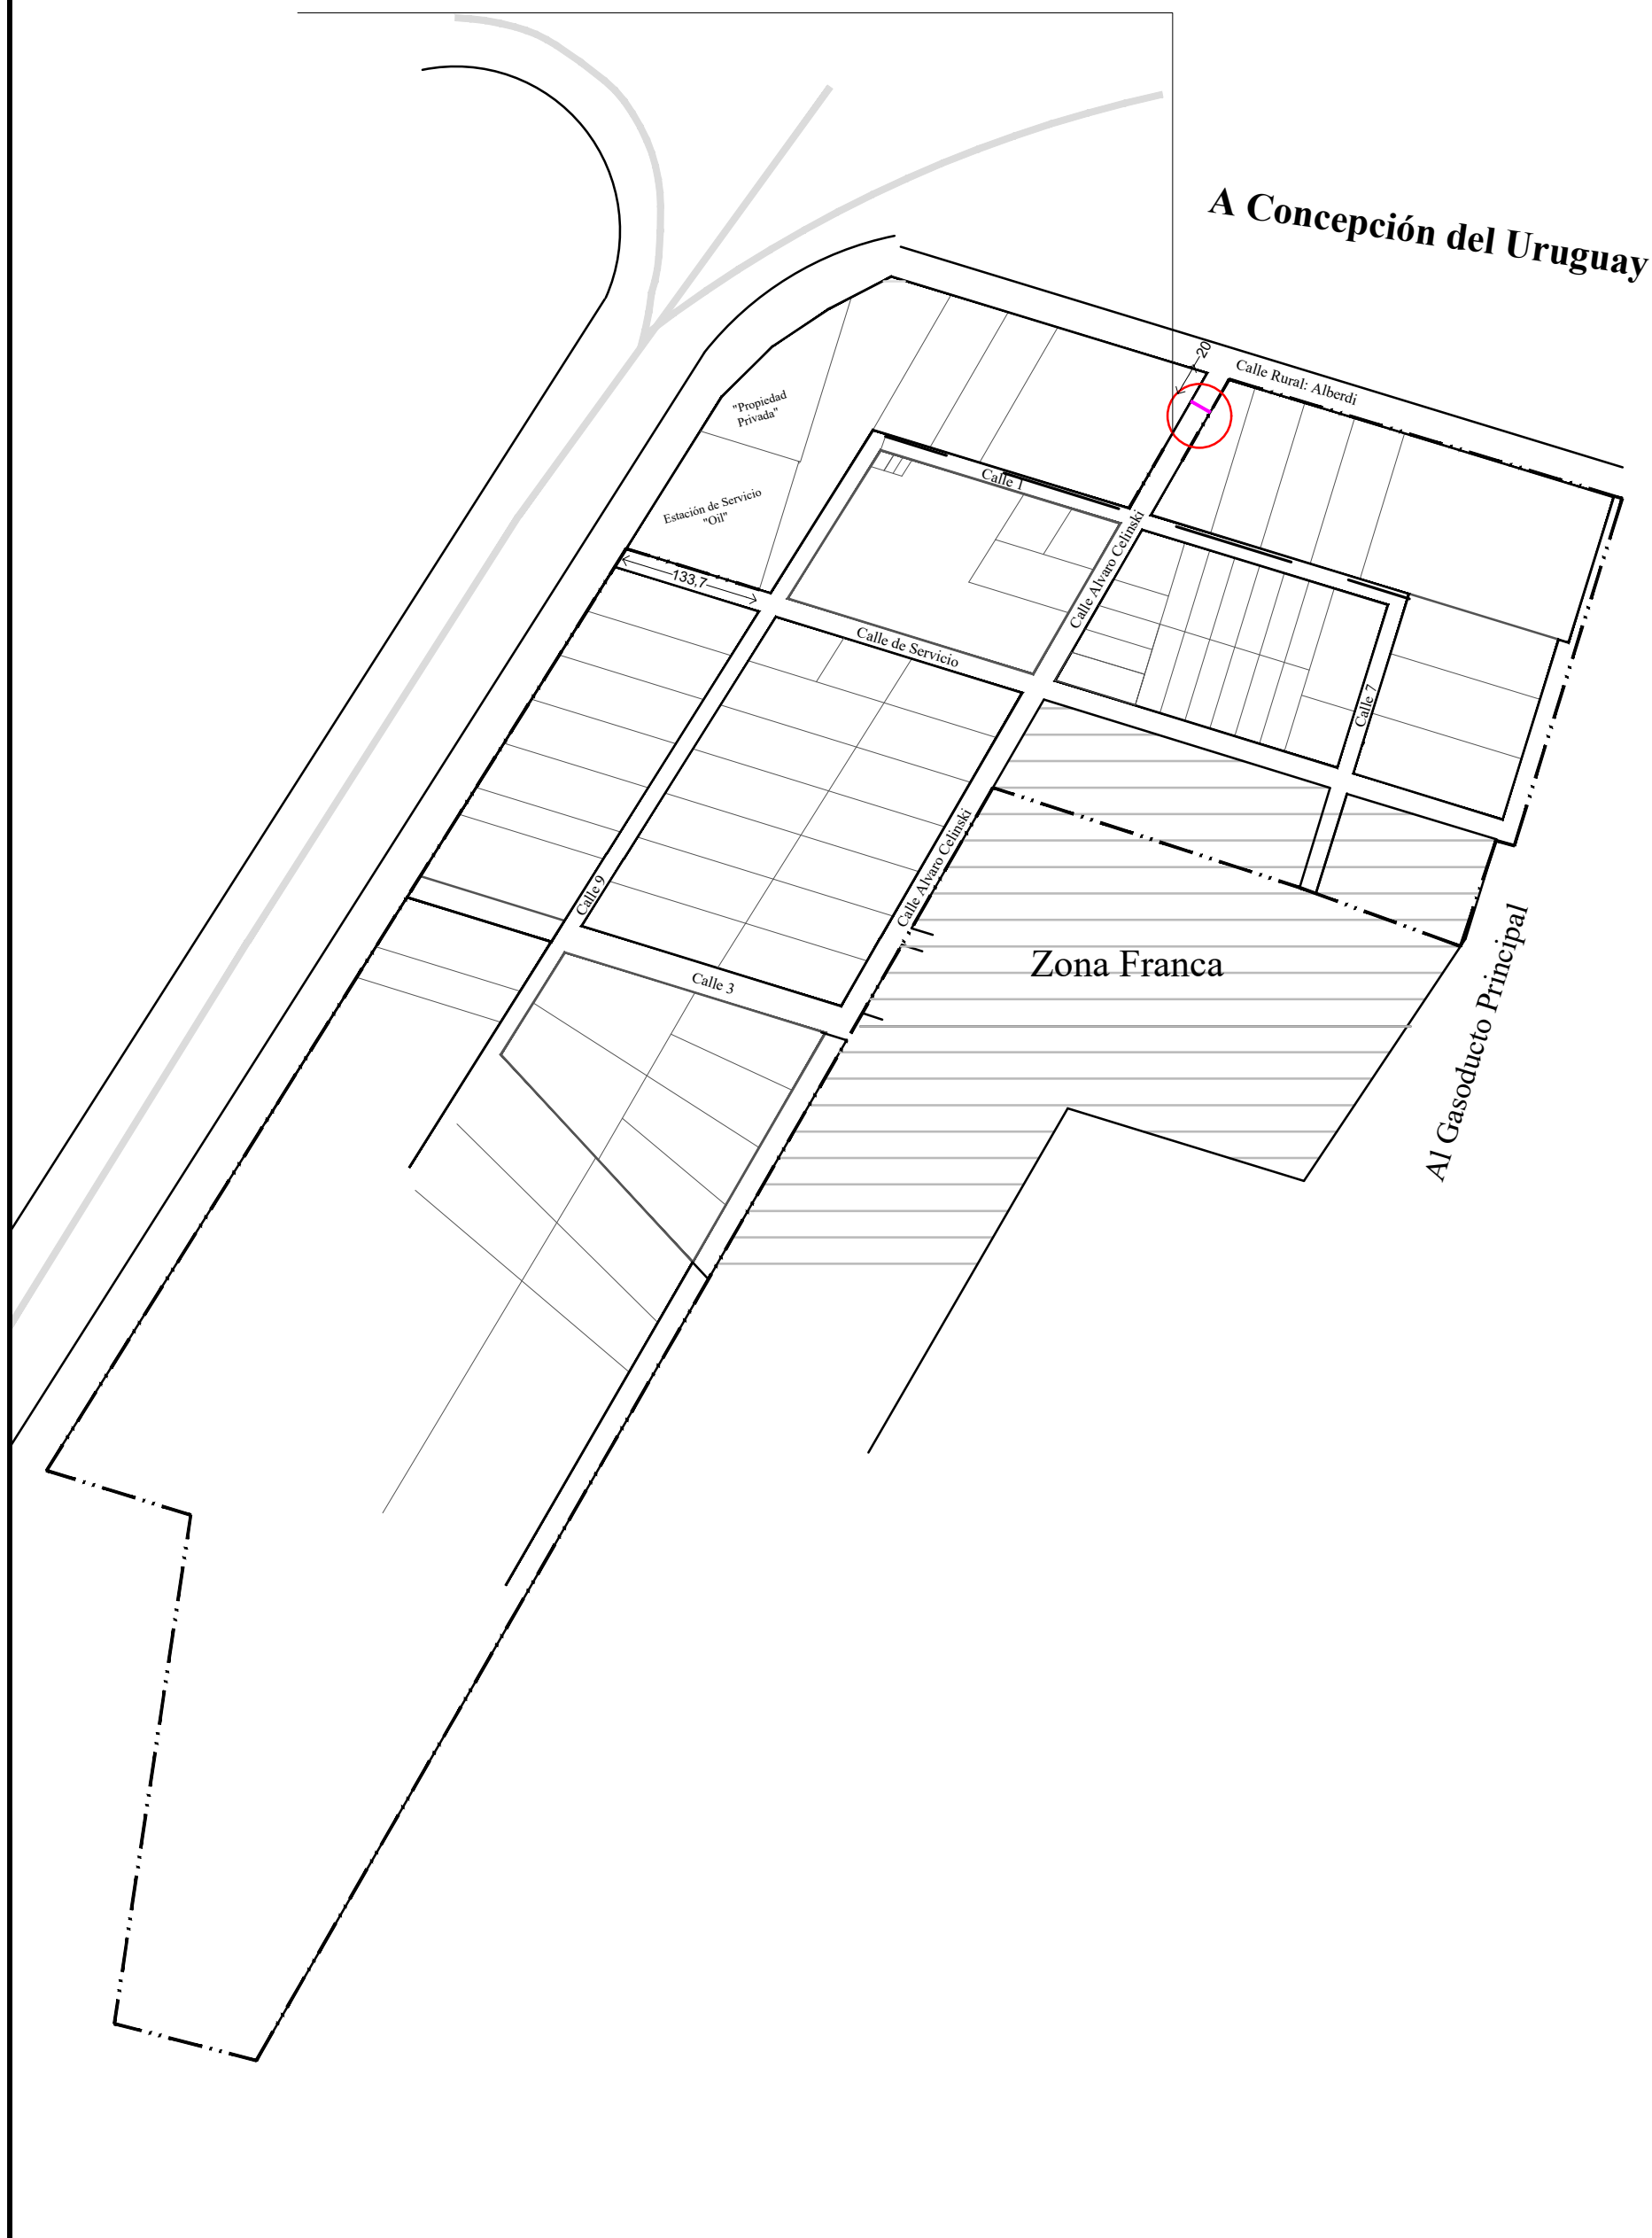 A Concepción del Uruguay
20
Calle Rural: Alberdi
"Propiedad
Privada"
Calle 1
Estación de Servicio
"Oil"
Calle Alvaro Celinski
133,7
Calle de Servicio
Calle 7
Calle Alvaro Celinski
Calle 9
Zona Franca
Calle 3
Al Gasoducto Principal